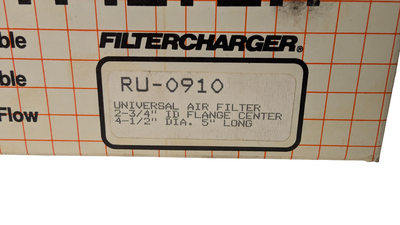 ble
FILTERCHARGER®
ble
Flow
RU-0910
UNIVERSAL AIR FILTER
2-3/4" ID FLANGE CENTER
4-1/2" DIA. 5" LONG